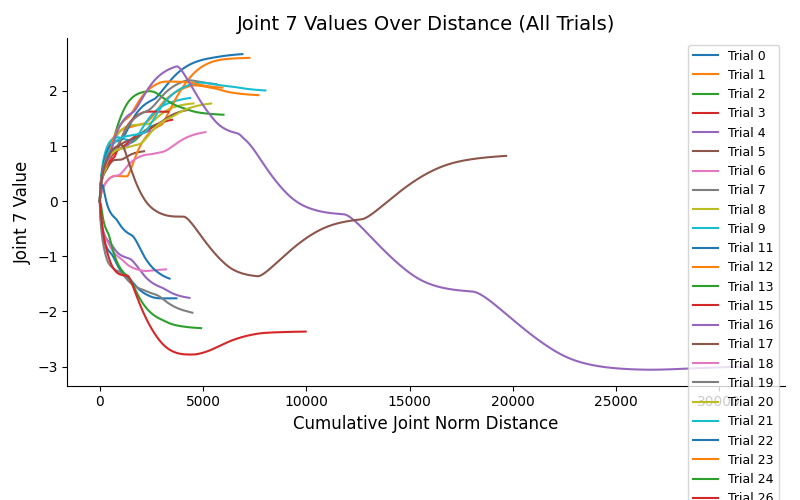 Joint 7 Values Over Distance (All Trials)
Joint 7 Value
2
1
0
−1
−2
−3
0 5000 10000 15000 20000 25000 30000
Cumulative Joint Norm Distance
Trial 0
Trial 1
Trial 2
Trial 3
Trial 4
Trial 5
Trial 6
Trial 7
Trial 8
Trial 9
Trial 11
Trial 12
Trial 13
Trial 15
Trial 16
Trial 17
Trial 18
Trial 19
Trial 20
Trial 21
Trial 22
Trial 23
Trial 24
Trial 26